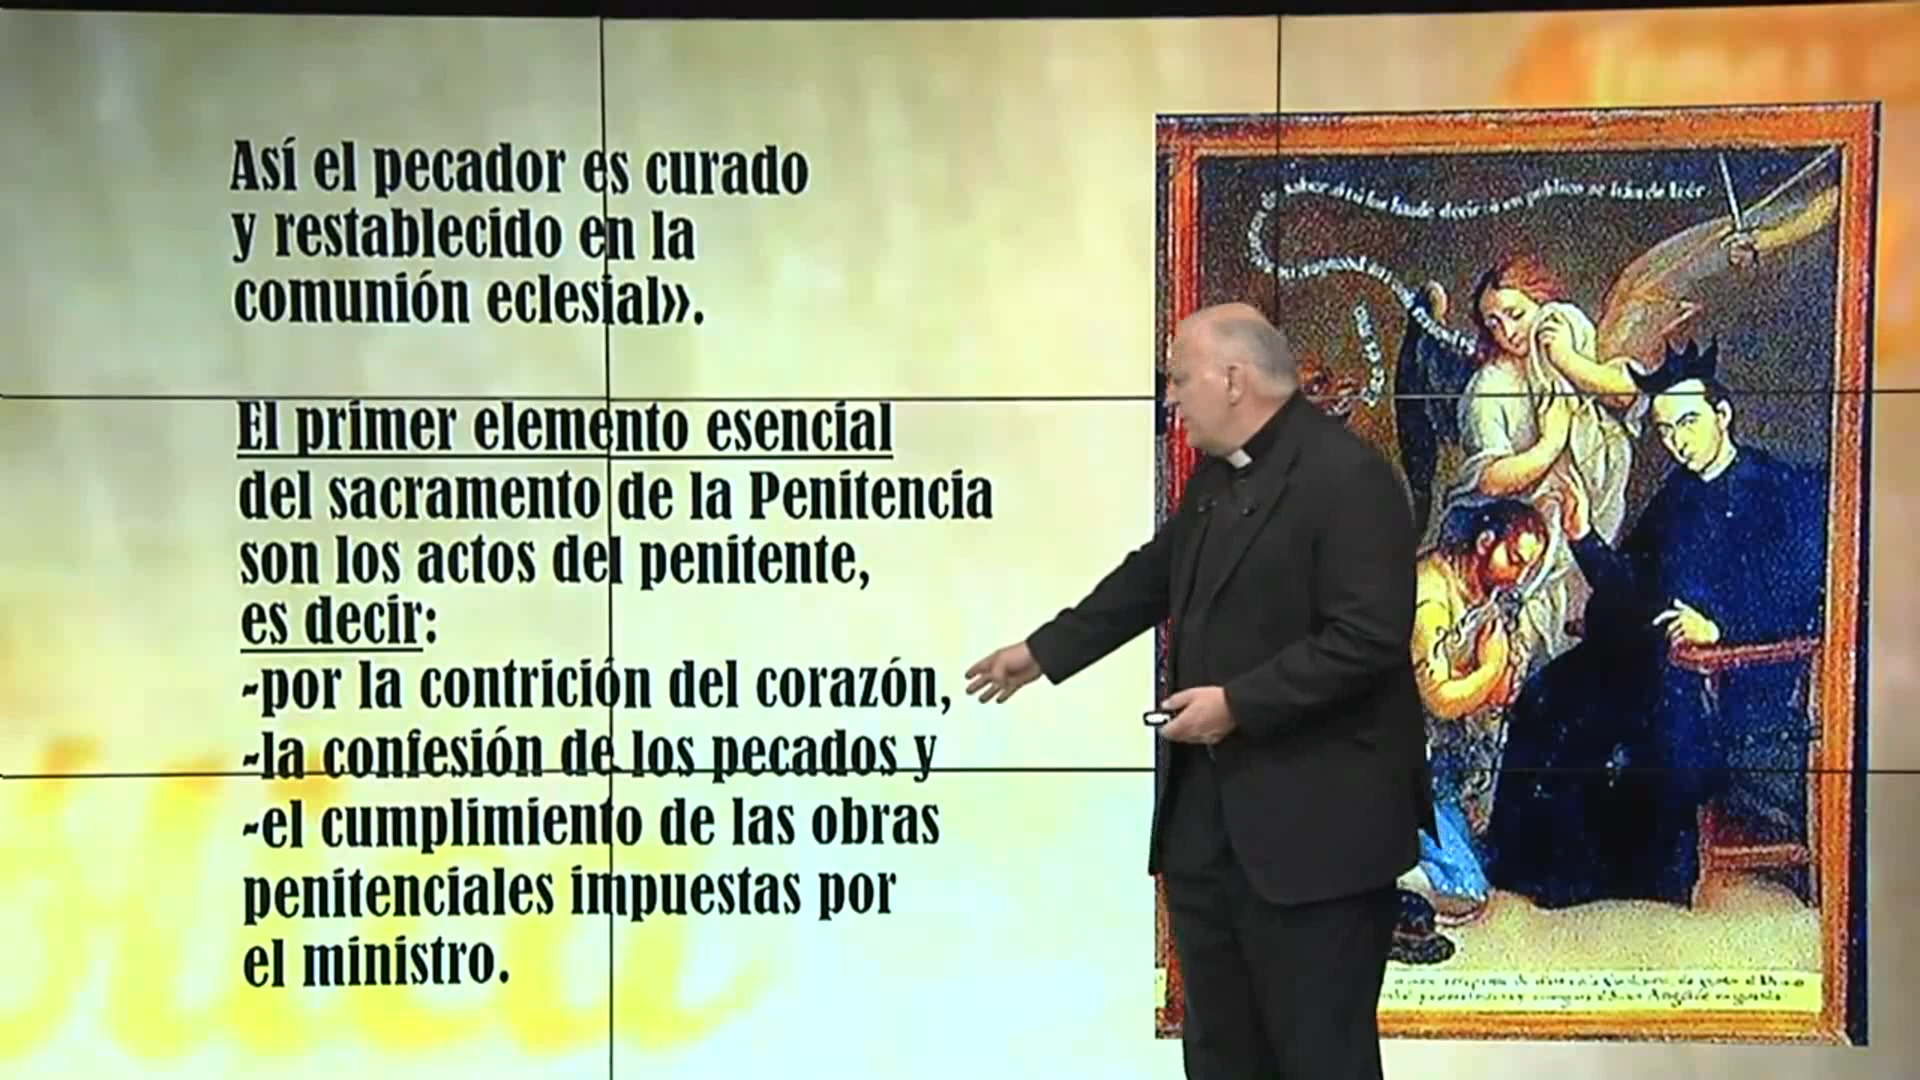 Así el pecador es curado
y restablecido en la
comunión eclesial».
El primer elemento esencial
del sacramento de la Penitencia
son los actos del penitente,
es decir:
-por la contrición del corazón,
-la confesión de los pecados y
-el cumplimiento de las obras
penitenciales impuestas por
el ministro.